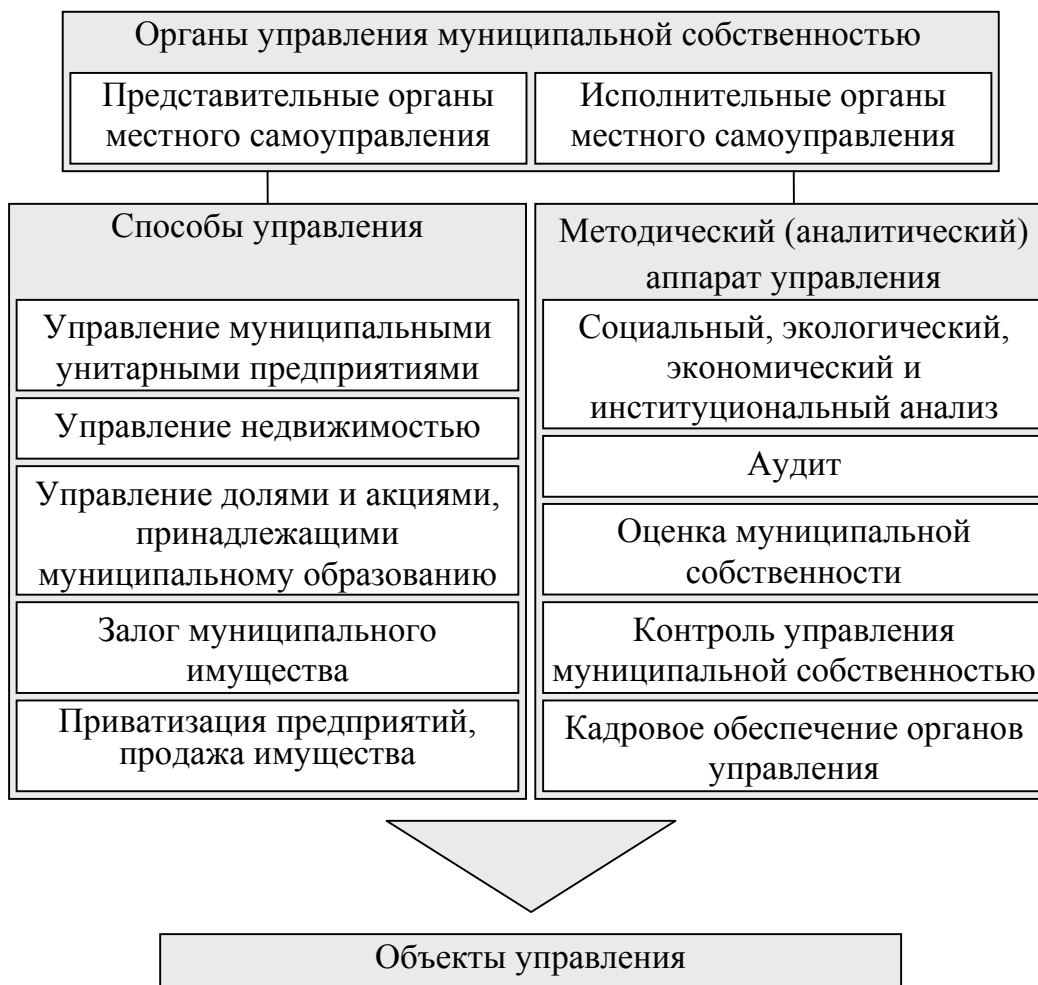 Органы управления муниципальной собственностью
Представительные органы
местного самоуправления
Исполнительные органы
местного самоуправления
Способы управления
Управление муниципальными
унитарными предприятиями
Управление недвижимостью
Управление долями и акциями,
принадлежащими
муниципальному образованию
Залог муниципального
имущества
Приватизация предприятий,
продажа имущества
Методический (аналитический)
аппарат управления
Социальный, экологический,
экономический и
институциональный анализ
Аудит
Оценка муниципальной
собственности
Контроль управления
муниципальной собственностью
Кадровое обеспечение органов
управления
Объекты управления